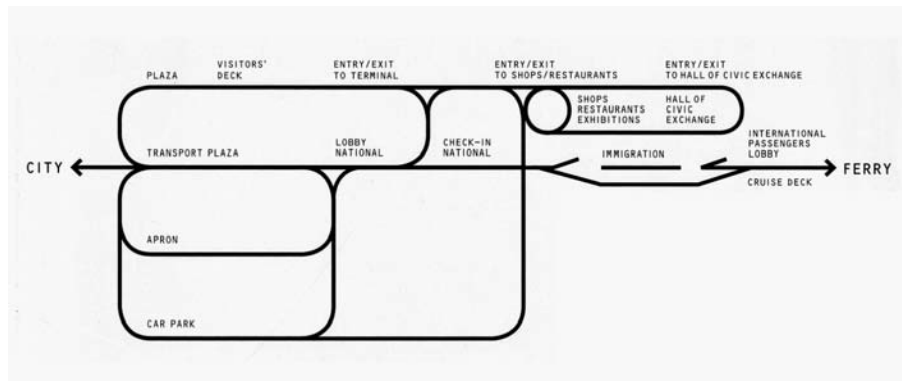 PLAZA
VISITORS'
DECK
ENTRY/EXIT
TO TERMINAL
ENTRY/EXIT
TO SHOPS/RESTAURANTS
ENTRY/EXIT
TO HALL OF CIVIC EXCHANGE
SHOPS
RESTAURANTS
EXHIBITIONS
HALL OF
CIVIC
EXCHANGE
TRANSPORT PLAZA
LOBBY
NATIONAL
CHECK-IN
NATIONAL
IMMIGRATION
INTERNATIONAL
PASSENGERS
LOBBY
CITY
FERRY
CRUISE DECK
APRON
CAR PARK